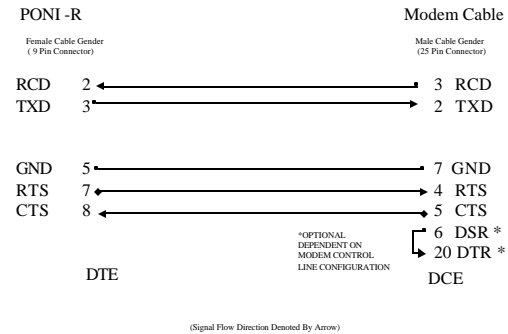 PONI -R Modem Cable
Female Cable Gender Male Cable Gender
( 9 Pin Connector) (25 Pin Connector)
RCD 2 3 RCD
TXD 3 2 TXD
GND 5 7 GND
RTS 7 4 RTS
CTS 8 5 CTS
6 DSR *
20 DTR *
*OPTIONAL
DEPENDENT ON
MODEM CONTROL
LINE CONFIGURATION
DTE DCE
(Signal Flow Direction Denoted By Arrow)